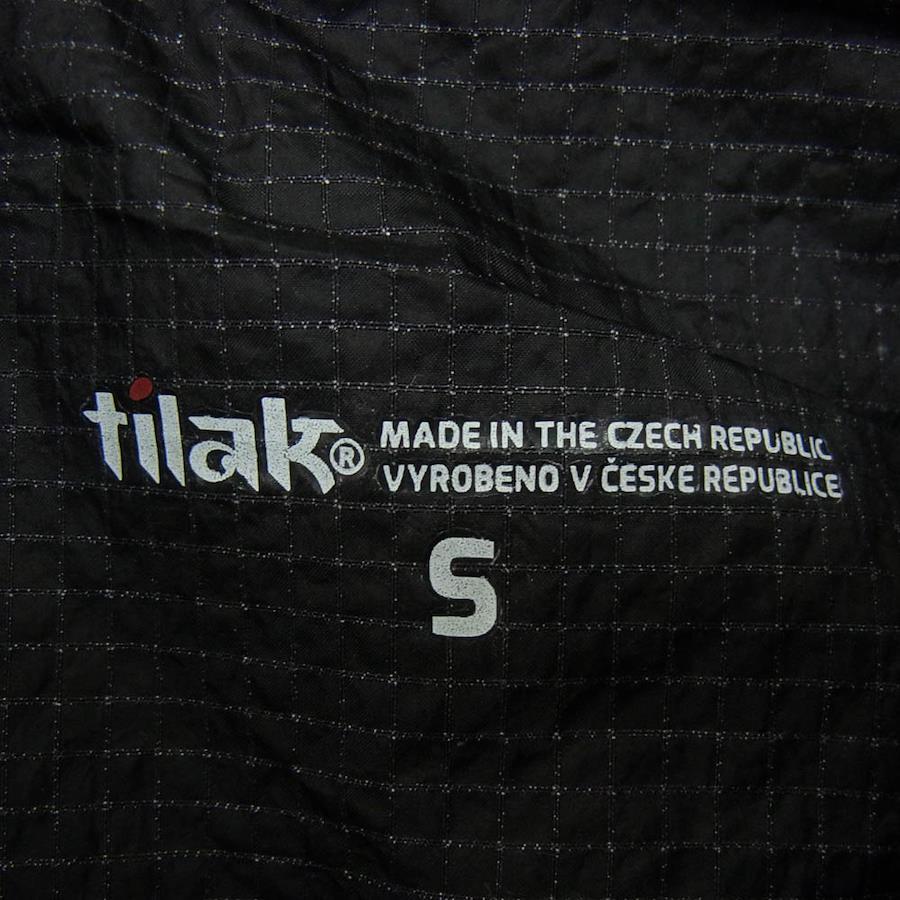 tilak®
MADE IN THE CZECH REPUBLIC
VYROBENO V ČESKE REPUBLICE
S